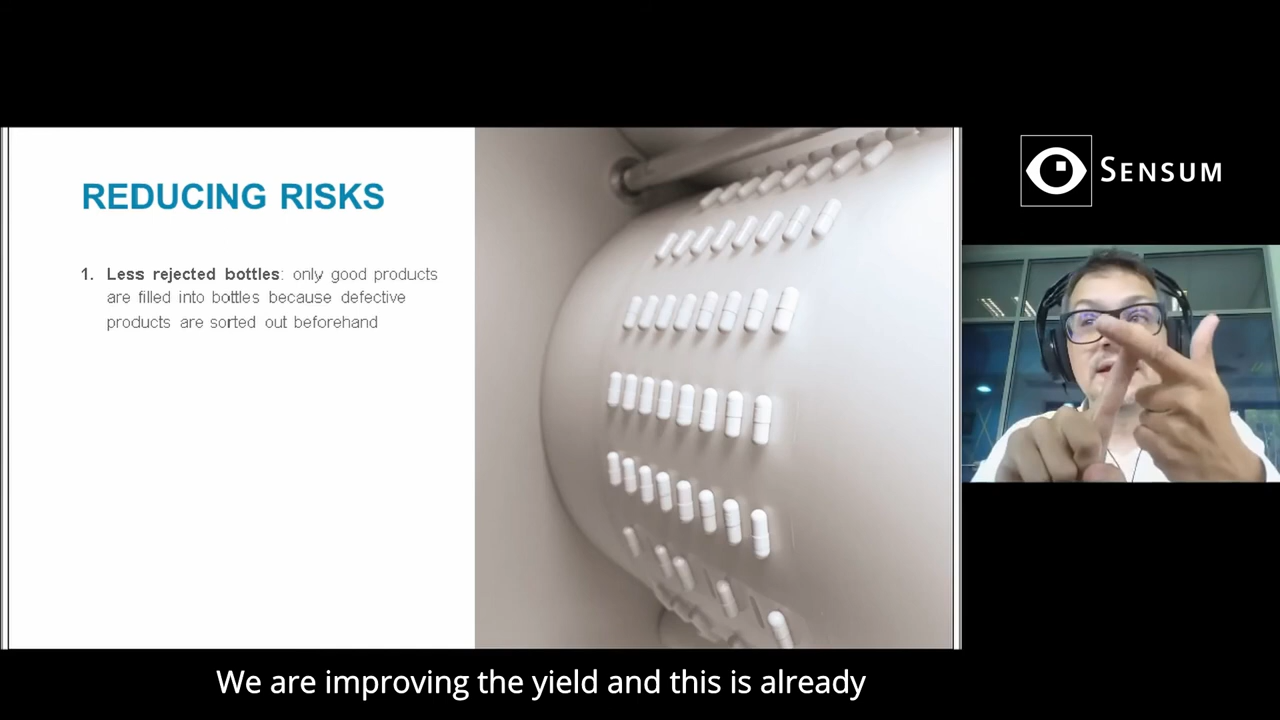 REDUCING RISKS
1. Less rejected bottles: only good products
are filled into bottles because defective
products are sorted out beforehand
SENSUM
We are improving the yield and this is already